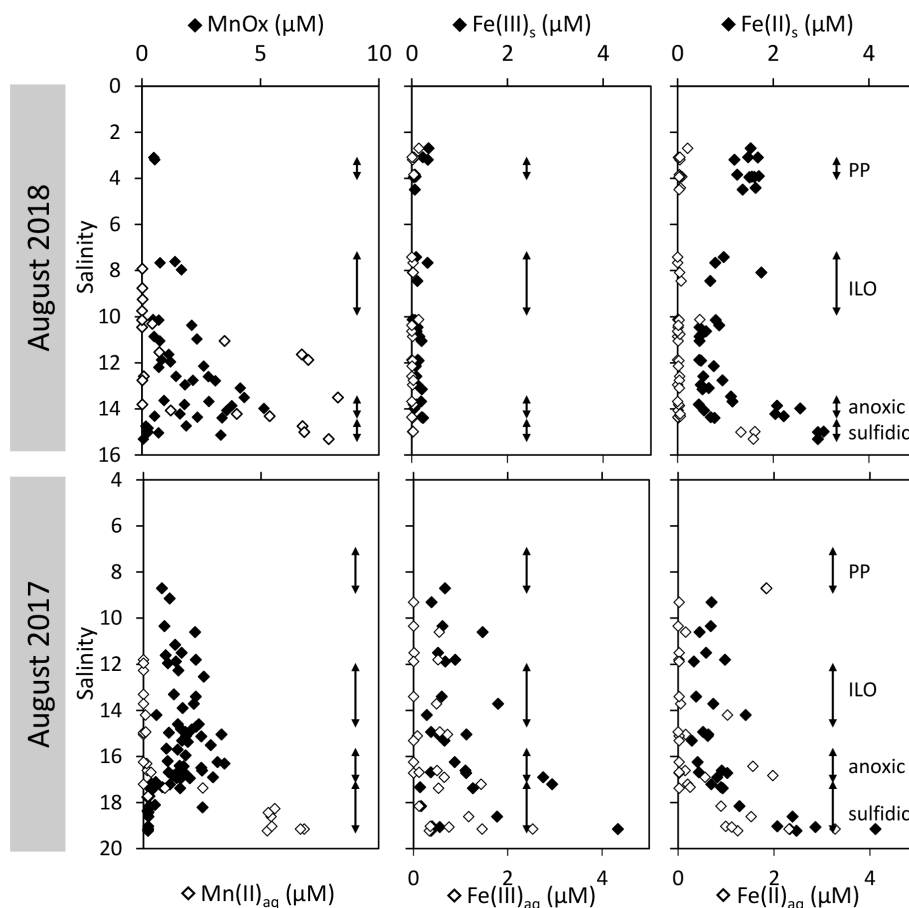 ◆MnOx (μM) ◆Fe(III)s (μM) ◆Fe(II)s (μM)
0 5 10 0 2 4 0 2 4
0
2
PP
4
6
8
ILO
10
12
14 anoxic
sulfidic
16
Salinity
August 2018
4
6
PP
8
10
12
ILO
14
16 anoxic
18 sulfidic
20
Salinity
August 2017
0 2 4 0 2 4
◇Mn(II)aq (μM) ◇Fe(III)aq (μM) ◇Fe(II)aq (μM)